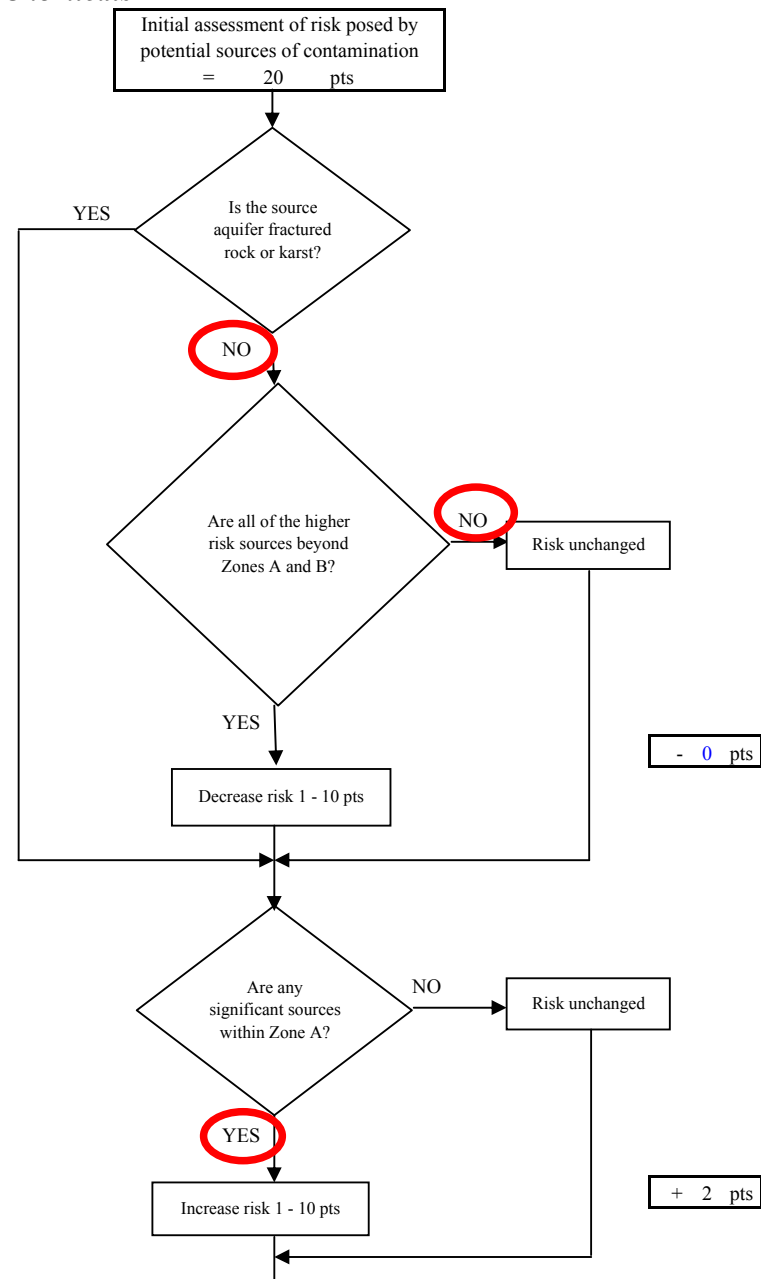 Initial assessment of risk posed by
potential sources of contamination
= 20 pts
YES
Is the source
aquifer fractured
rock or karst?
NO
Are all of the higher
risk sources beyond
Zones A and B?
NO
Risk unchanged
YES
- 0 pts
Decrease risk 1 - 10 pts
Are any
significant sources
within Zone A?
NO
Risk unchanged
YES
+ 2 pts
Increase risk 1 - 10 pts